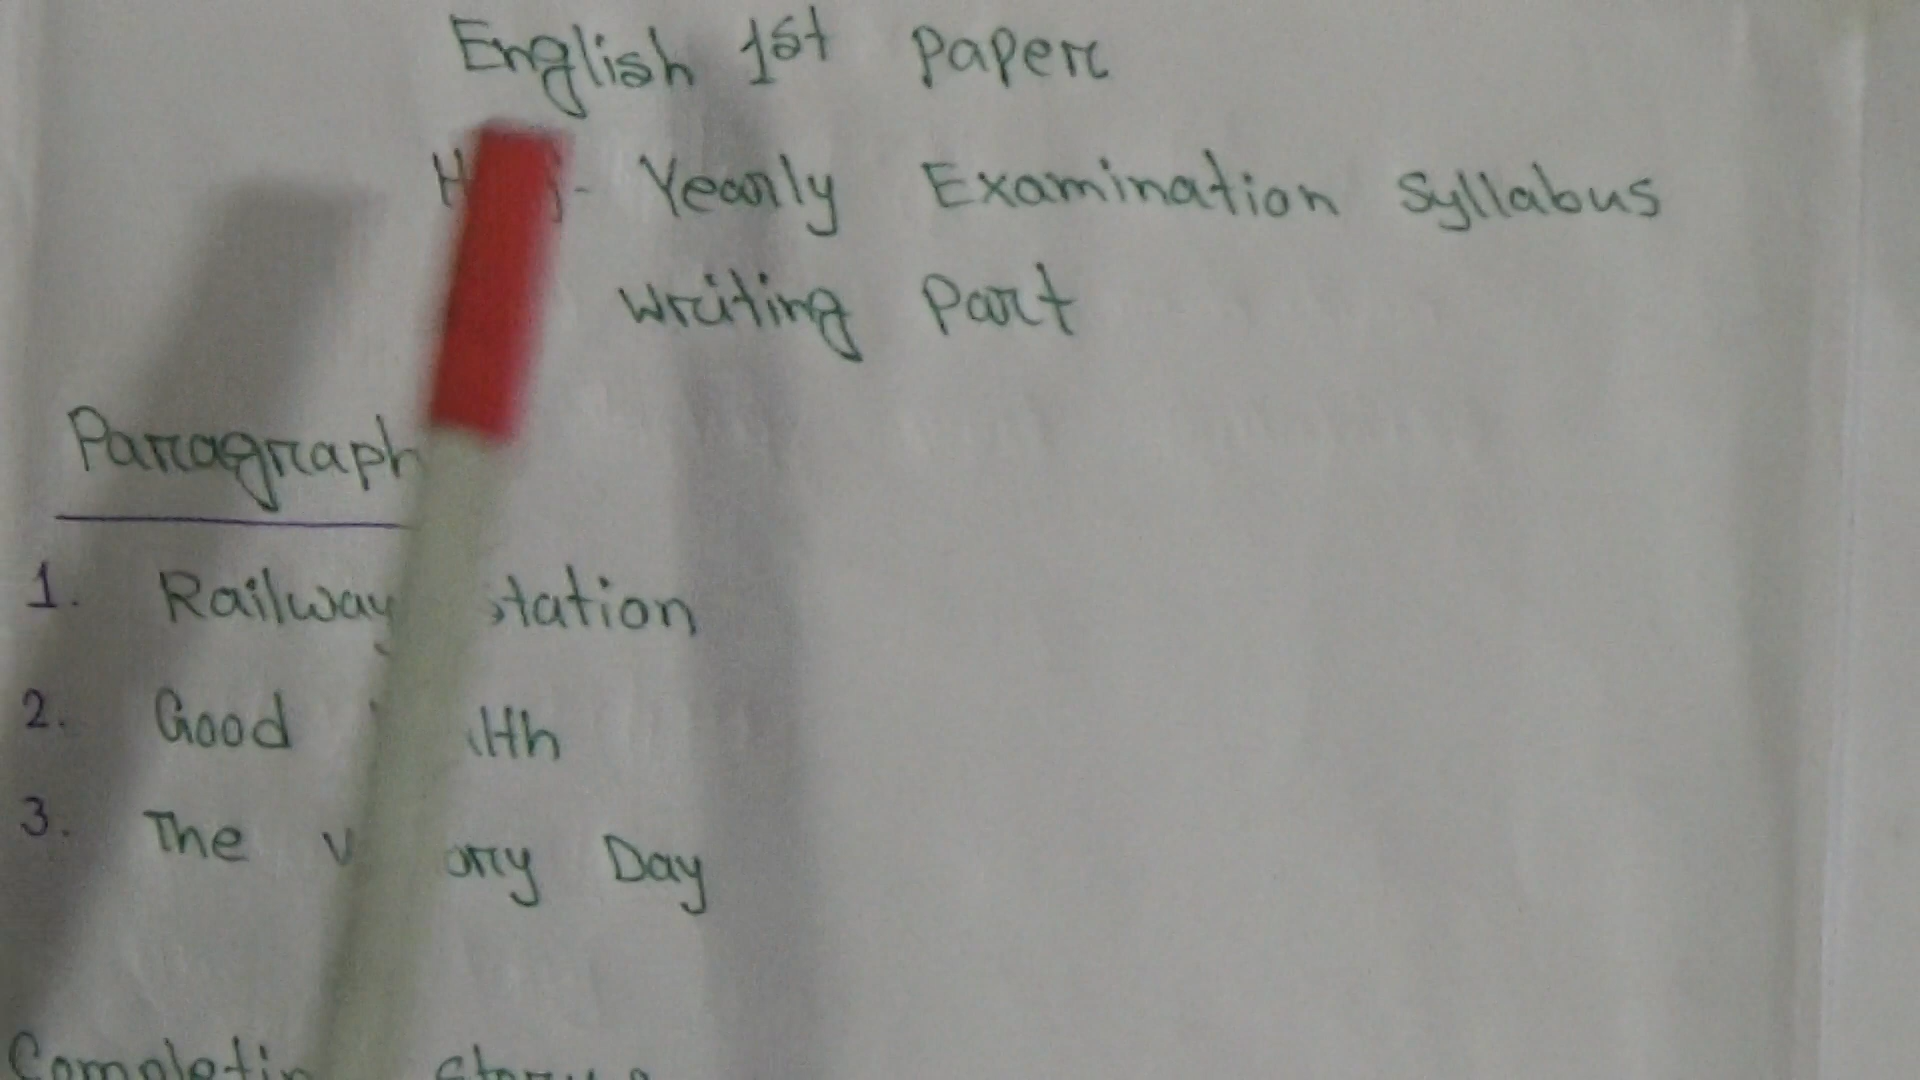 English 1st Paper
Yearly Examination Syllabus
Writing Part
Paragraph
1. Railway Station
2. Good
3. The Day